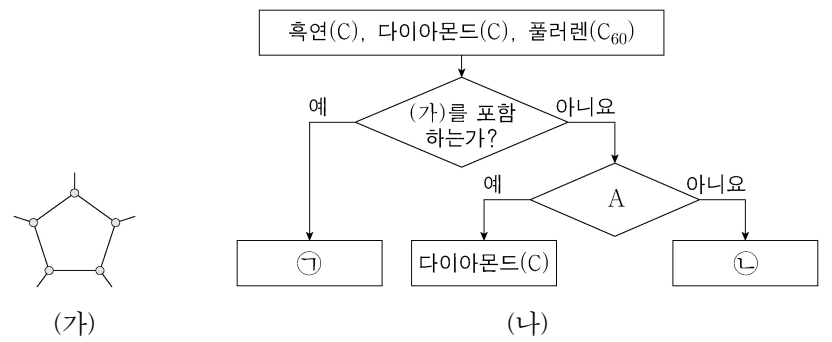 흑연(C), 다이아몬드(C), 풀러렌(C₆₀)
예
(가)를 포함
하는가?
아니요
예
A
아니요
㉠
다이아몬드(C)
㉡
(가)
(나)